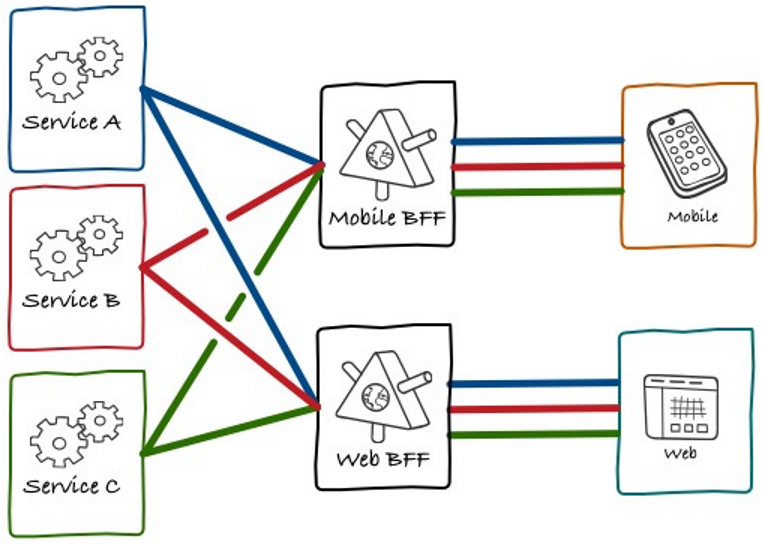 Service A
Service B
Service C
Mobile BFF
Web BFF
Mobile
Web